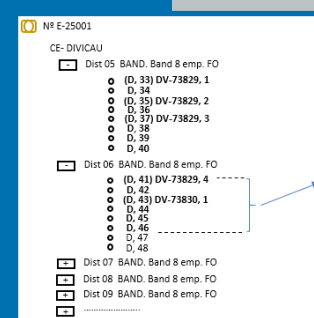 Nº E-25001
CE- DIVICAU
- Dist 05 BAND. Band 8 emp. FO
(D, 33) DV-73829, 1
D, 34
(D, 35) DV-73829, 2
D, 36
(D, 37) DV-73829, 3
D, 38
D, 39
D, 40
- Dist 06 BAND. Band 8 emp. FO
(D, 41) DV-73829, 4
D, 42
(D, 43) DV-73830, 1
D, 44
D, 45
D, 46
D, 47
D, 48
+ Dist 07 BAND. Band 8 emp. FO
+ Dist 08 BAND. Band 8 emp. FO
+ Dist 09 BAND. Band 8 emp. FO
+ ........................